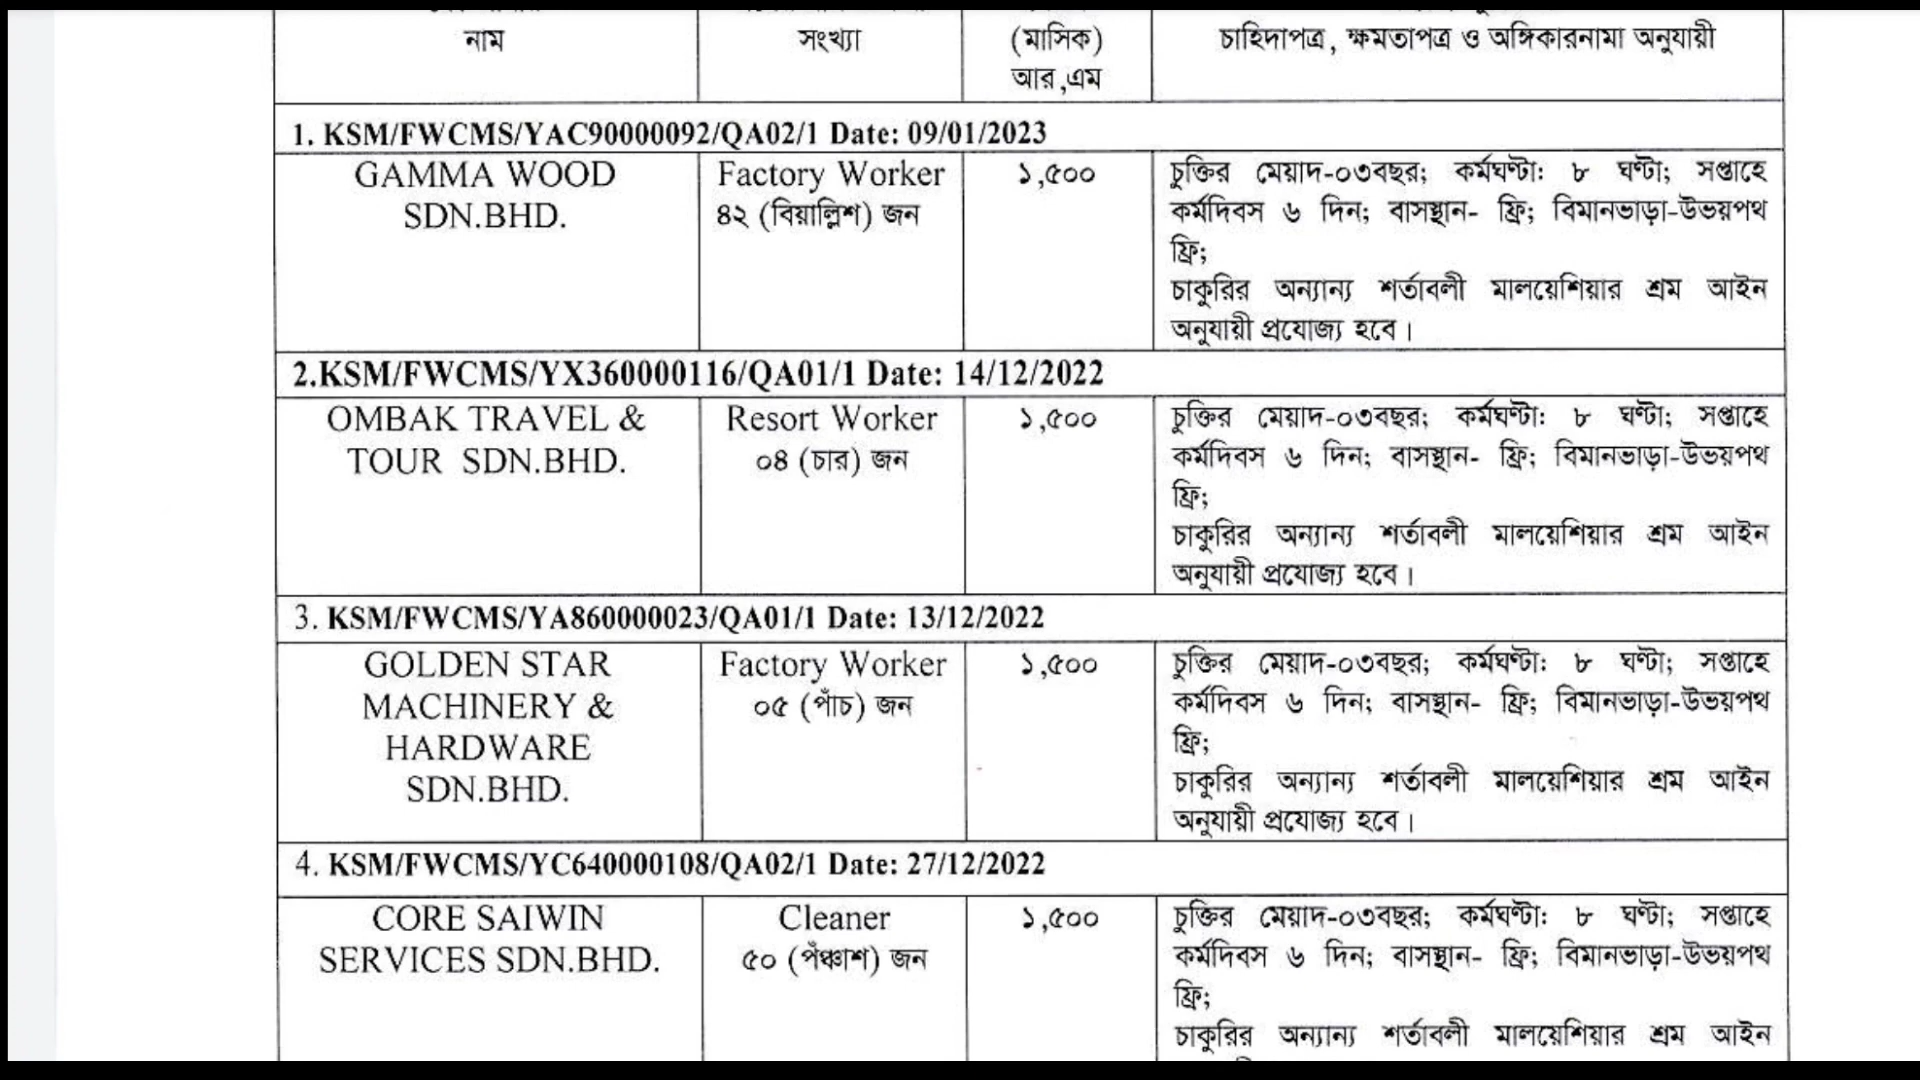 নাম
সংখ্যা
(মাসিক)
আর,এম
চাহিদাপত্র, ক্ষমতাপত্র ও অঙ্গিকারনামা অনুযায়ী
1. KSM/FWCMS/YAC90000092/QA02/1 Date: 09/01/2023
GAMMA WOOD
SDN.BHD.
Factory Worker
৪২ (বিয়াল্লিশ) জন
১,৫০০
চুক্তির মেয়াদ-০৩বছর; কর্মঘণ্টা: ৮ ঘণ্টা; সপ্তাহে
কর্মদিবস ৬ দিন; বাসস্থান- ফ্রি; বিমানভাড়া-উভয়পথ
ফ্রি;
চাকুরির অন্যান্য শর্তাবলী মালয়েশিয়ার শ্রম আইন
অনুযায়ী প্রযোজ্য হবে।
2.KSM/FWCMS/YX360000116/QA01/1 Date: 14/12/2022
OMBAK TRAVEL &
TOUR SDN.BHD.
Resort Worker
০৪ (চার) জন
১,৫০০
চুক্তির মেয়াদ-০৩বছর; কর্মঘণ্টা: ৮ ঘণ্টা; সপ্তাহে
কর্মদিবস ৬ দিন; বাসস্থান- ফ্রি; বিমানভাড়া-উভয়পথ
ফ্রি;
চাকুরির অন্যান্য শর্তাবলী মালয়েশিয়ার শ্রম আইন
অনুযায়ী প্রযোজ্য হবে।
3. KSM/FWCMS/YA860000023/QA01/1 Date: 13/12/2022
GOLDEN STAR
MACHINERY &
HARDWARE
SDN.BHD.
Factory Worker
০৫ (পাঁচ) জন
১,৫০০
চুক্তির মেয়াদ-০৩বছর; কর্মঘণ্টা: ৮ ঘণ্টা; সপ্তাহে
কর্মদিবস ৬ দিন; বাসস্থান- ফ্রি; বিমানভাড়া-উভয়পথ
ফ্রি;
চাকুরির অন্যান্য শর্তাবলী মালয়েশিয়ার শ্রম আইন
অনুযায়ী প্রযোজ্য হবে।
4. KSM/FWCMS/YC640000108/QA02/1 Date: 27/12/2022
CORE SAIWIN
SERVICES SDN.BHD.
Cleaner
৫০ (পঁঞ্চাশ) জন
১,৫০০
চুক্তির মেয়াদ-০৩বছর; কর্মঘণ্টা: ৮ ঘণ্টা; সপ্তাহে
কর্মদিবস ৬ দিন; বাসস্থান- ফ্রি; বিমানভাড়া-উভয়পথ
ফ্রি;
চাকুরির অন্যান্য শর্তাবলী মালয়েশিয়ার শ্রম আইন